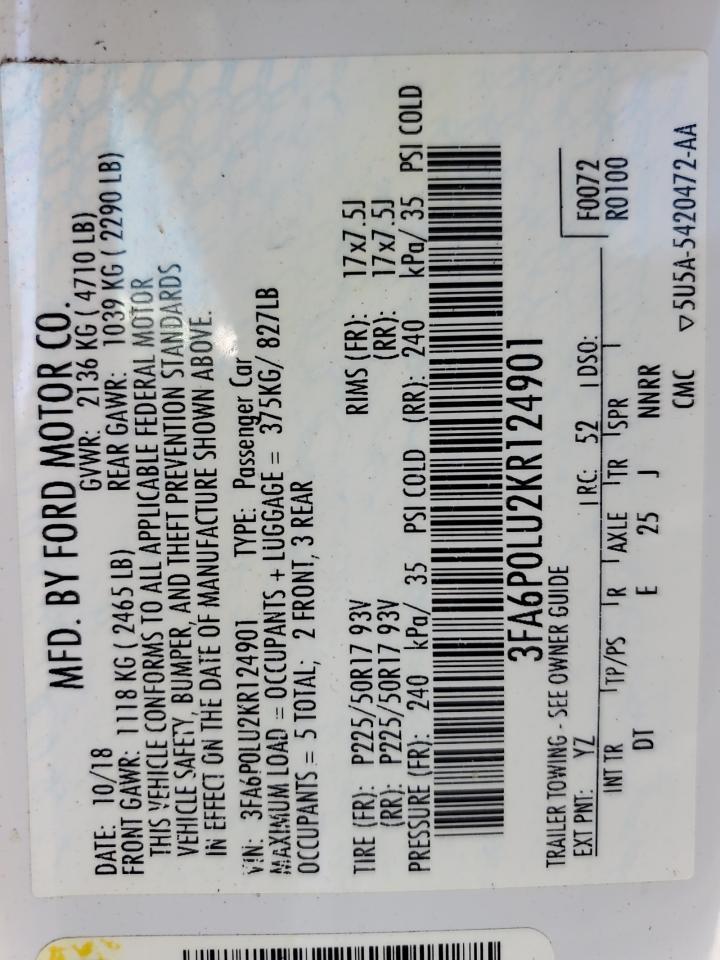 MFD. BY FORD MOTOR CO.
DATE: 10/18 GVWR: 2136 KG ( 4710 LB)
FRONT GAWR: 1118 KG ( 2465 LB) REAR GAWR: 1039 KG ( 2290 LB)
THIS VEHICLE CONFORMS TO ALL APPLICABLE FEDERAL MOTOR
VEHICLE SAFETY, BUMPER, AND THEFT PREVENTION STANDARDS
IN EFFECT ON THE DATE OF MANUFACTURE SHOWN ABOVE.
VIN: 3FA6P0LU2KR124901 TYPE: Passenger Car
MAXIMUM LOAD = OCCUPANTS + LUGGAGE = 375KG/ 827LB
OCCUPANTS = 5 TOTAL; 2 FRONT, 3 REAR
TIRE (FR): P225/50R17 93V RIMS (FR): 17x7.5J
(RR): P225/50R17 93V (RR): 17x7.5J
PRESSURE (FR): 240 kPa/ 35 PSI COLD (RR): 240 kPa/ 35 PSI COLD
3FA6P0LU2KR124901
TRAILER TOWING - SEE OWNER GUIDE F0072
EXT PNT: YZ RC: 52 DSO: R0100
INT TR TP/PS R AXLE TR SPR
DT E 25 J NNRR
CMC ▽5U5A-5420472-AA